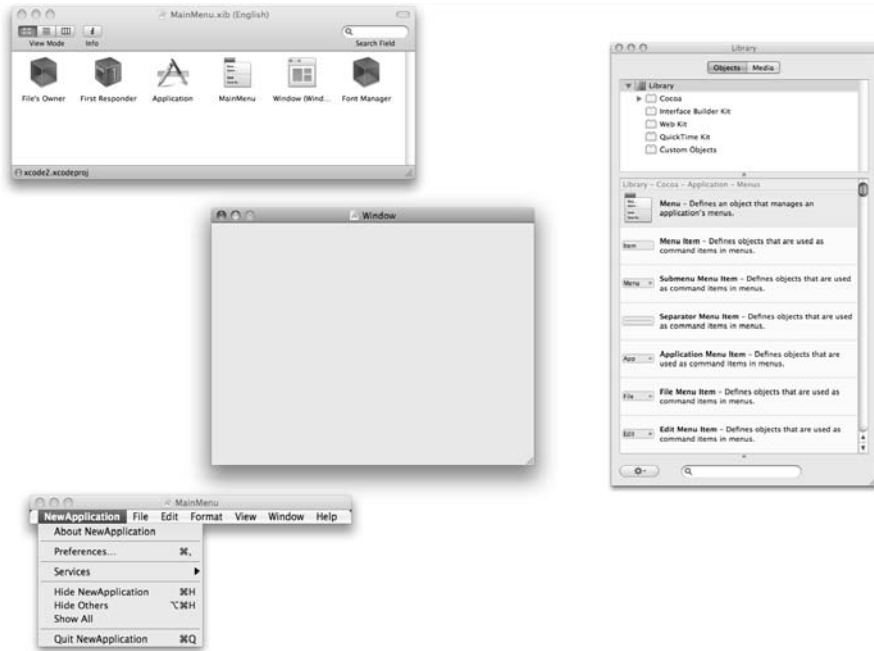 MainMenu.xib (English)
View Mode
Info
Search Field
File's Owner
First Responder
Application
MainMenu
Window (Wind...
Font Manager
xcode2.xcodeproj
Window
NewApplication File Edit Format View Window Help
MainMenu
About NewApplication
Preferences... ⌘,
Services
Hide NewApplication ⌘H
Hide Others ⌥⌘H
Show All
Quit NewApplication ⌘Q
Library
Objects Media
Library
Cocoa
Interface Builder Kit
Web Kit
QuickTime Kit
Custom Objects
Library - Cocoa - Application - Menus
Menu - Defines an object that manages an
application's menus.
Item
Menu Item - Defines objects that are used as
command items in menus.
Menu
Submenu Menu Item - Defines objects that are used
as command items in menus.
Separator Menu Item - Defines objects that are used
as command items in menus.
App
Application Menu Item - Defines objects that are
used as command items in menus.
File
File Menu Item - Defines objects that are used as
command items in menus.
Edit
Edit Menu Item - Defines objects that are used as
command items in menus.